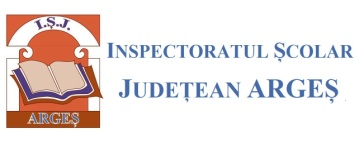 I.Ș.J.
ARGEȘ
INSPECTORATUL ȘCOLAR
JUDEȚEAN ARGEȘ